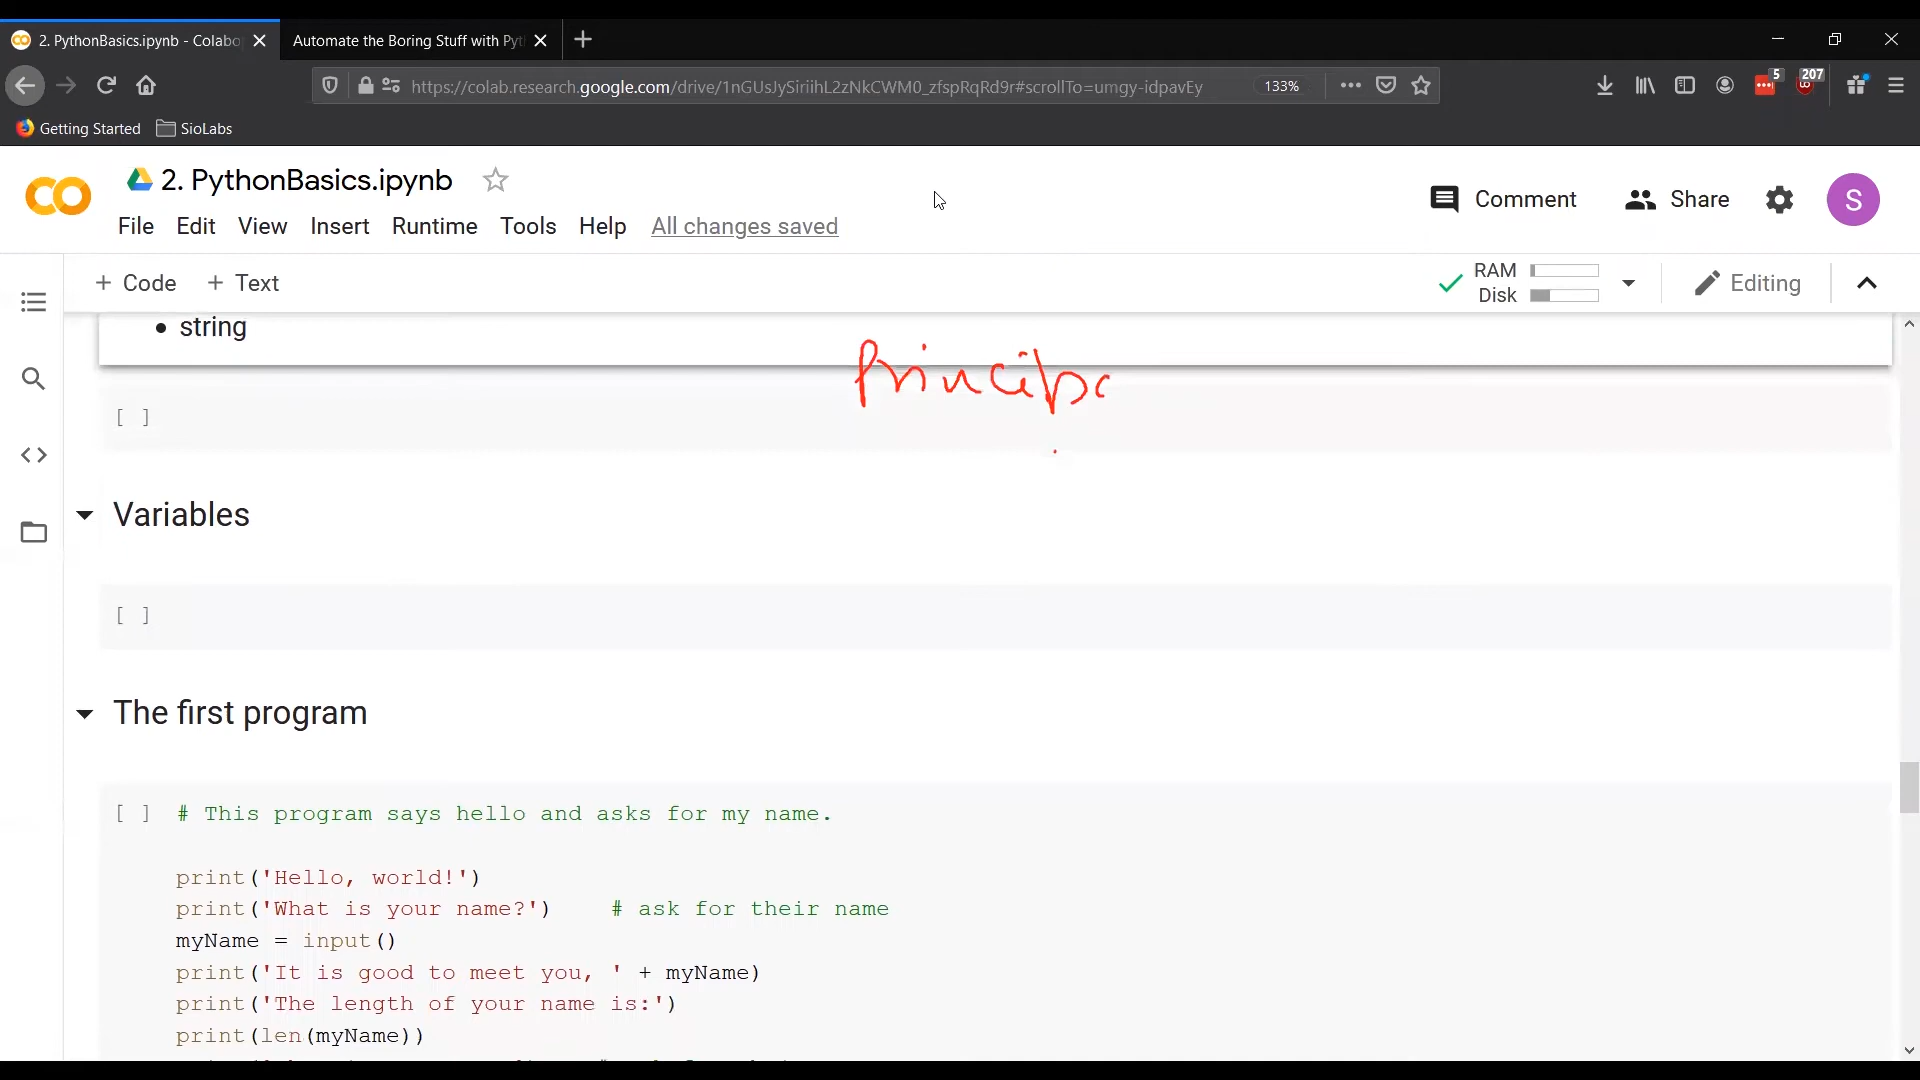 2. PythonBasics.ipynb - Colabo
Automate the Boring Stuff with Pyt
https://colab.research.google.com/drive/1nGUsJySiriihL2zNkCWM0_zfspRqRd9r#scrollTo=umgy-idpavEy
133%
5
207
Getting Started
SioLabs
2. PythonBasics.ipynb
File Edit View Insert Runtime Tools Help All changes saved
Comment
Share
S
+ Code + Text
RAM
Disk
Editing
• string
Principa
[ ]
Variables
[ ]
The first program
[ ] # This program says hello and asks for my name.
print('Hello, world!')
print('What is your name?') # ask for their name
myName = input()
print('It is good to meet you, ' + myName)
print('The length of your name is:')
print(len(myName))